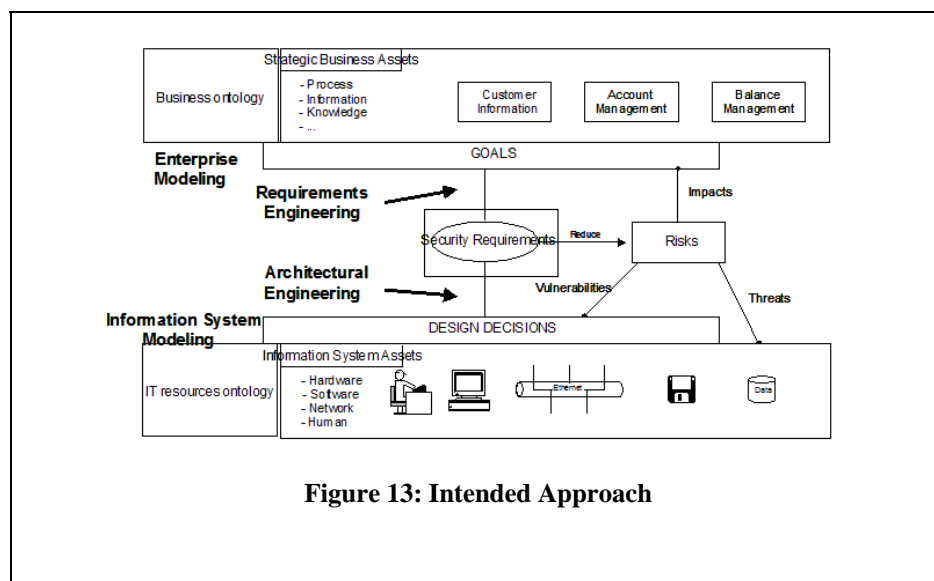 Strategic Business Assets
Business ontology
- Process
- Information
- Knowledge
- ...
Customer
Information
Account
Management
Balance
Management
GOALS
Enterprise
Modeling
Requirements
Engineering
Impacts
Security Requirements
Reduce
Risks
Architectural
Engineering
Vulnerabilities
Threats
Information System
Modeling
DESIGN DECISIONS
Information System Assets
IT resources ontology
- Hardware
- Software
- Network
- Human
Ethernet
Data
Figure 13: Intended Approach